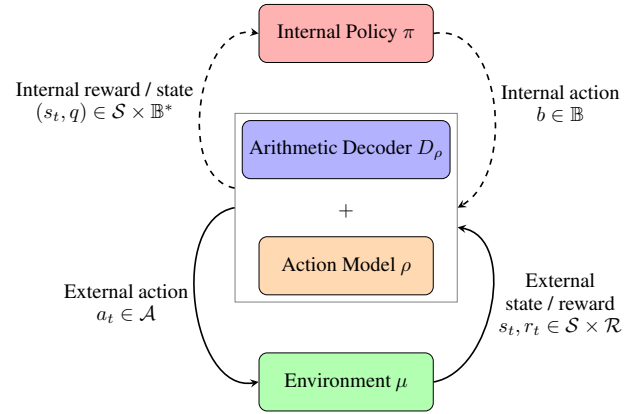 Internal Policy π
Internal reward / state
(s_t, q) ∈ 𝒮 × 𝔹*
Internal action
b ∈ 𝔹
Arithmetic Decoder D_ρ
+
Action Model ρ
External action
a_t ∈ 𝒜
External
state / reward
s_t, r_t ∈ 𝒮 × ℛ
Environment μ